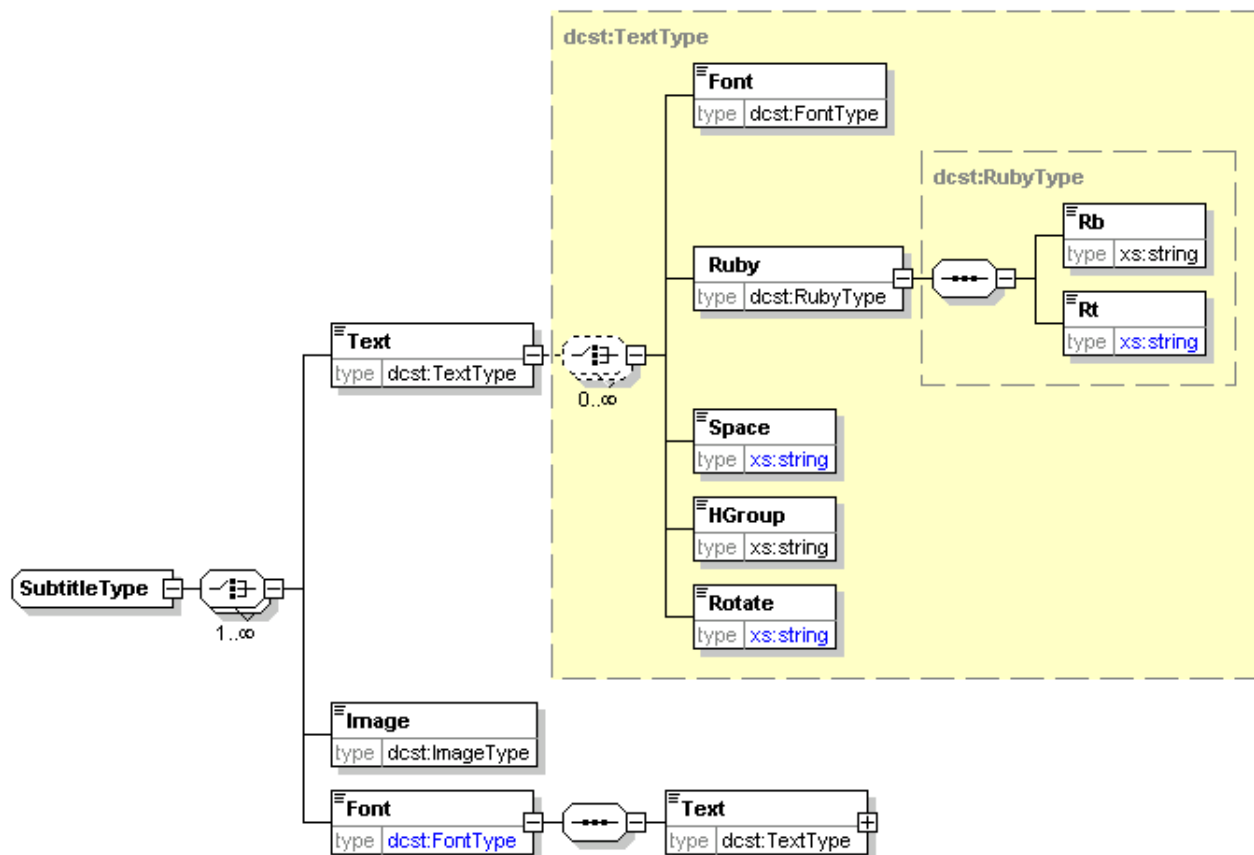 dcst:TextType
Font
type dcst:FontType
dcst:RubyType
Rb
type xs:string
Ruby
type dcst:RubyType
Rt
type xs:string
Text
type dcst:TextType
0..∞
Space
type xs:string
HGroup
type xs:string
SubtitleType
1..∞
Rotate
type xs:string
Image
type dcst:ImageType
Font
type dcst:FontType
Text
type dcst:TextType